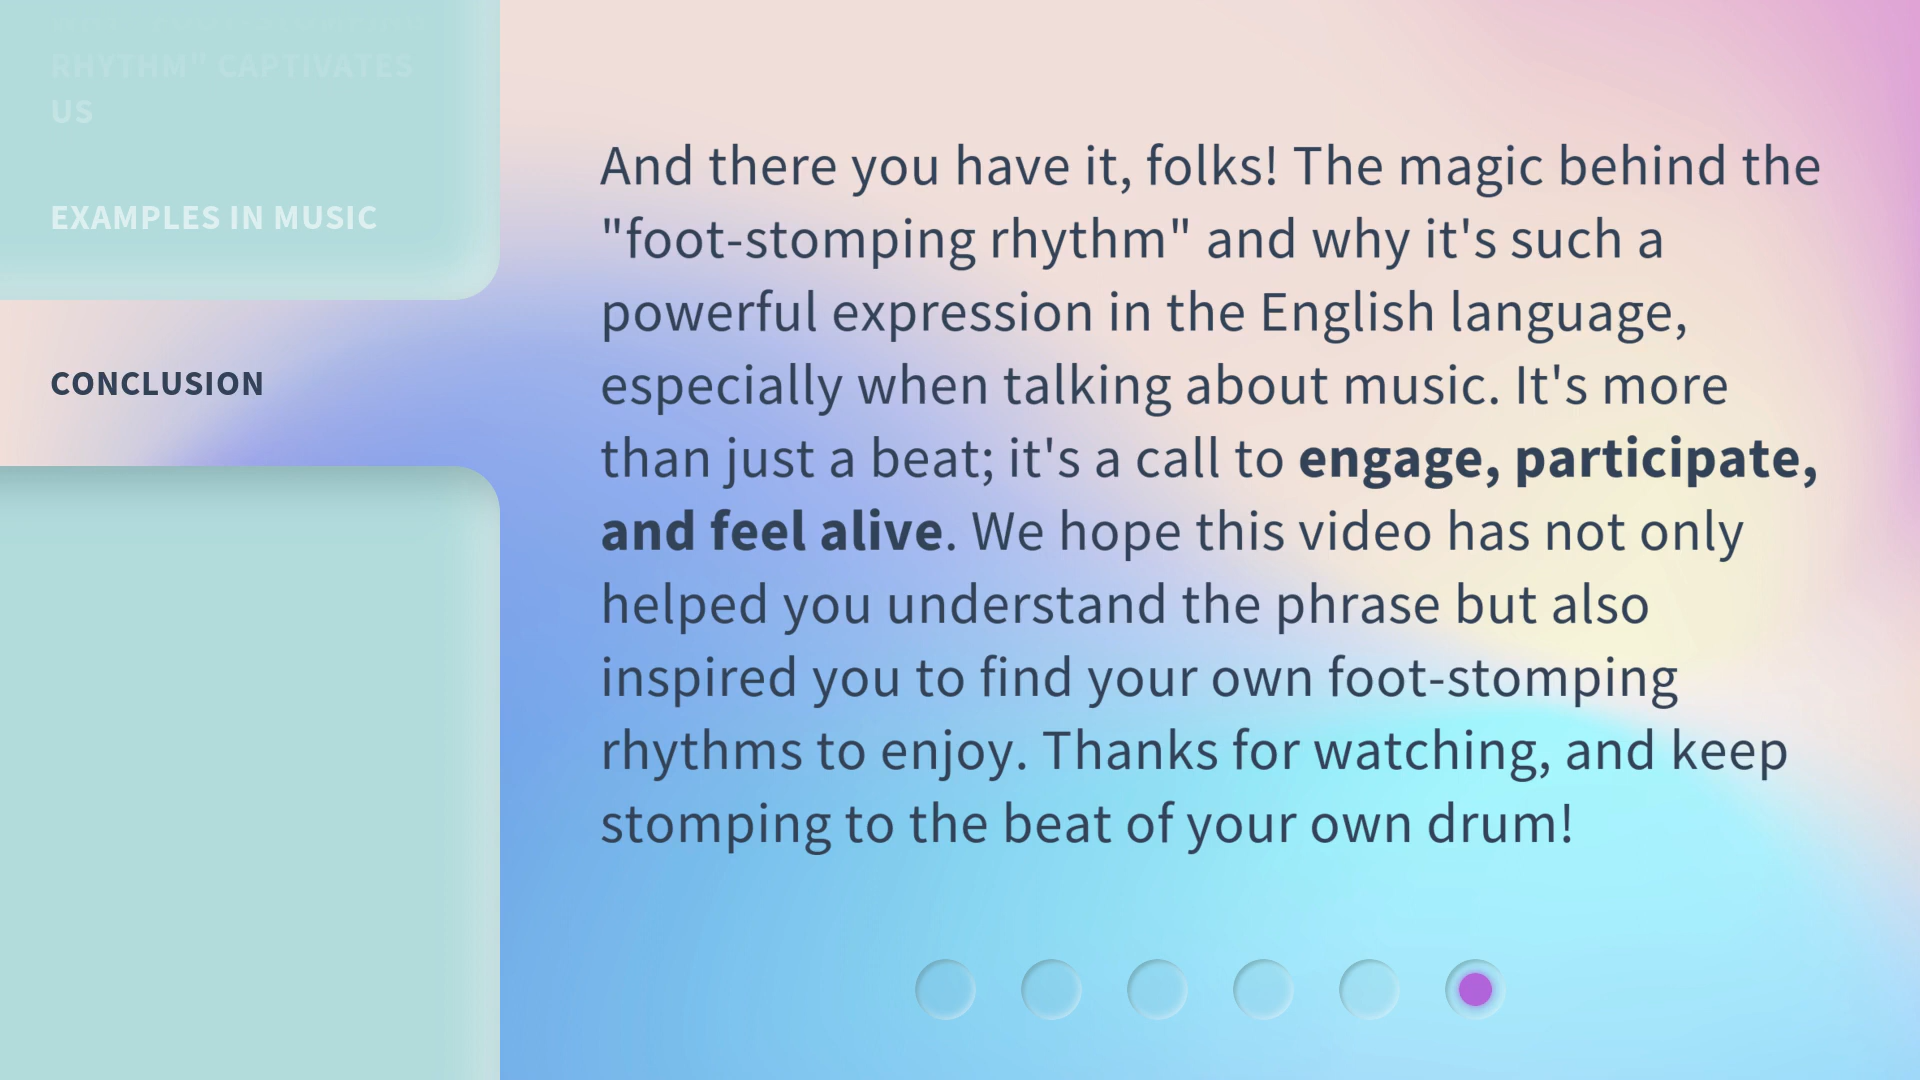 RHYTHM" CAPTIVATES
US
EXAMPLES IN MUSIC
CONCLUSION
And there you have it, folks! The magic behind the
"foot-stomping rhythm" and why it's such a
powerful expression in the English language,
especially when talking about music. It's more
than just a beat; it's a call to engage, participate,
and feel alive. We hope this video has not only
helped you understand the phrase but also
inspired you to find your own foot-stomping
rhythms to enjoy. Thanks for watching, and keep
stomping to the beat of your own drum!